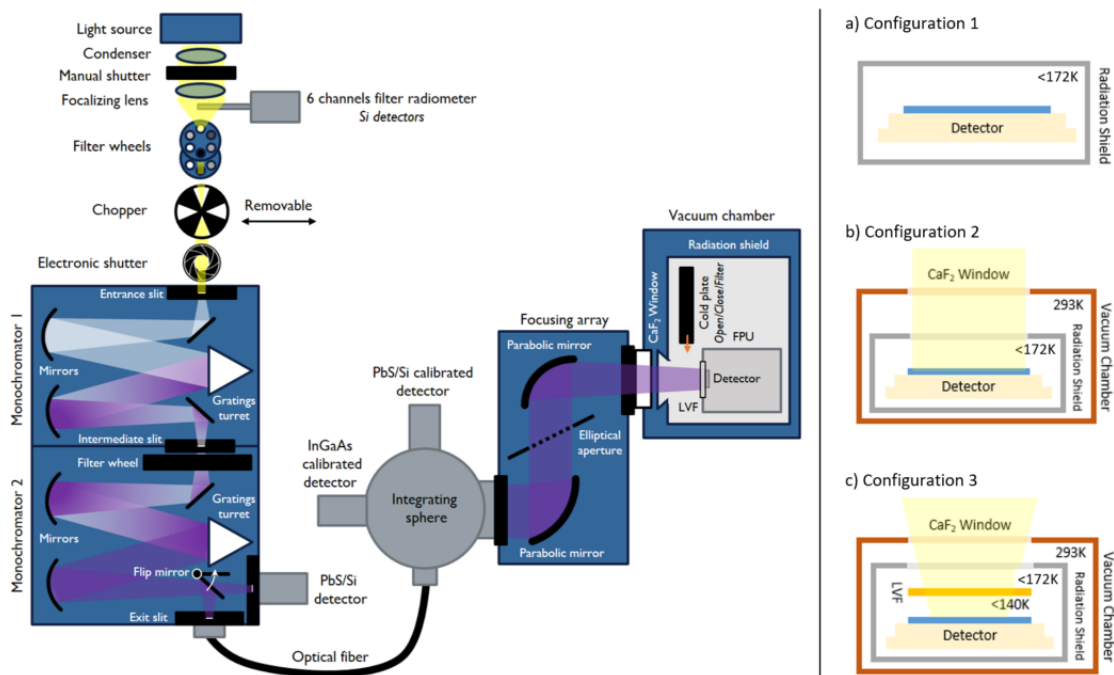 Light source
Condenser
Manual shutter
Focalizing lens
6 channels filter radiometer
Si detectors
Filter wheels
Chopper
Removable
Electronic shutter
Entrance slit
Monochromator 1
Mirrors
Gratings
turret
Intermediate slit
Filter wheel
Monochromator 2
Gratings
turret
Mirrors
Flip mirror
PbS/Si
detector
Exit slit
Optical fiber
PbS/Si
calibrated
detector
InGaAs
calibrated
detector
Integrating
sphere
Focusing array
Parabolic mirror
Elliptical
aperture
Parabolic mirror
Vacuum chamber
Radiation shield
CaF2 Window
Cold plate
Open/Close/Filter
FPU
Detector
LVF
a) Configuration 1
<172K
Detector
Radiation Shield
b) Configuration 2
CaF2 Window
293K
<172K
Detector
Radiation Shield
Vacuum Chamber
c) Configuration 3
CaF2 Window
293K
<172K
LVF
<140K
Detector
Radiation Shield
Vacuum Chamber